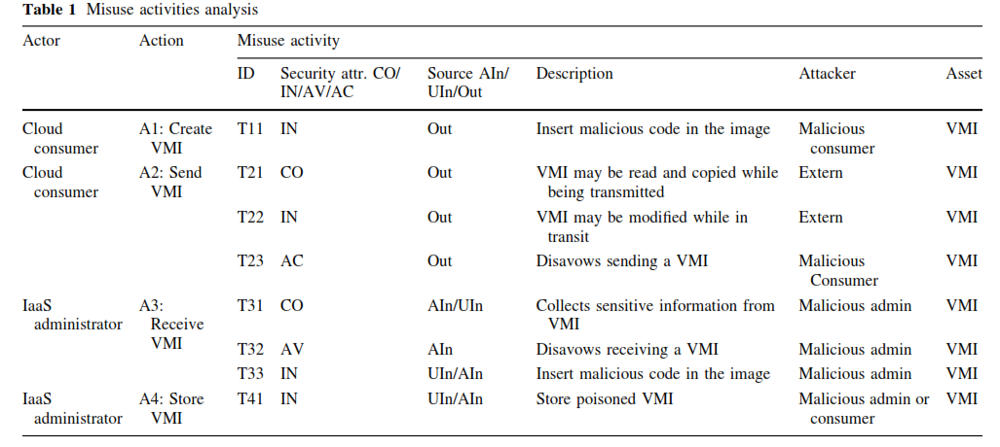 Table 1 Misuse activities analysis
Actor Action Misuse activity
ID Security attr. CO/ Source AIn/ Description Attacker Asset
IN/AV/AC UIn/Out
Cloud A1: Create T11 IN Out Insert malicious code in the image Malicious VMI
consumer VMI consumer
Cloud A2: Send T21 CO Out VMI may be read and copied while Extern VMI
consumer VMI being transmitted
T22 IN Out VMI may be modified while in Extern VMI
transit
T23 AC Out Disavows sending a VMI Malicious VMI
Consumer
IaaS A3: T31 CO AIn/UIn Collects sensitive information from Malicious admin VMI
administrator Receive VMI
VMI T32 AV AIn Disavows receiving a VMI Malicious admin VMI
T33 IN UIn/AIn Insert malicious code in the image Malicious admin VMI
IaaS A4: Store T41 IN UIn/AIn Store poisoned VMI Malicious admin or VMI
administrator VMI consumer